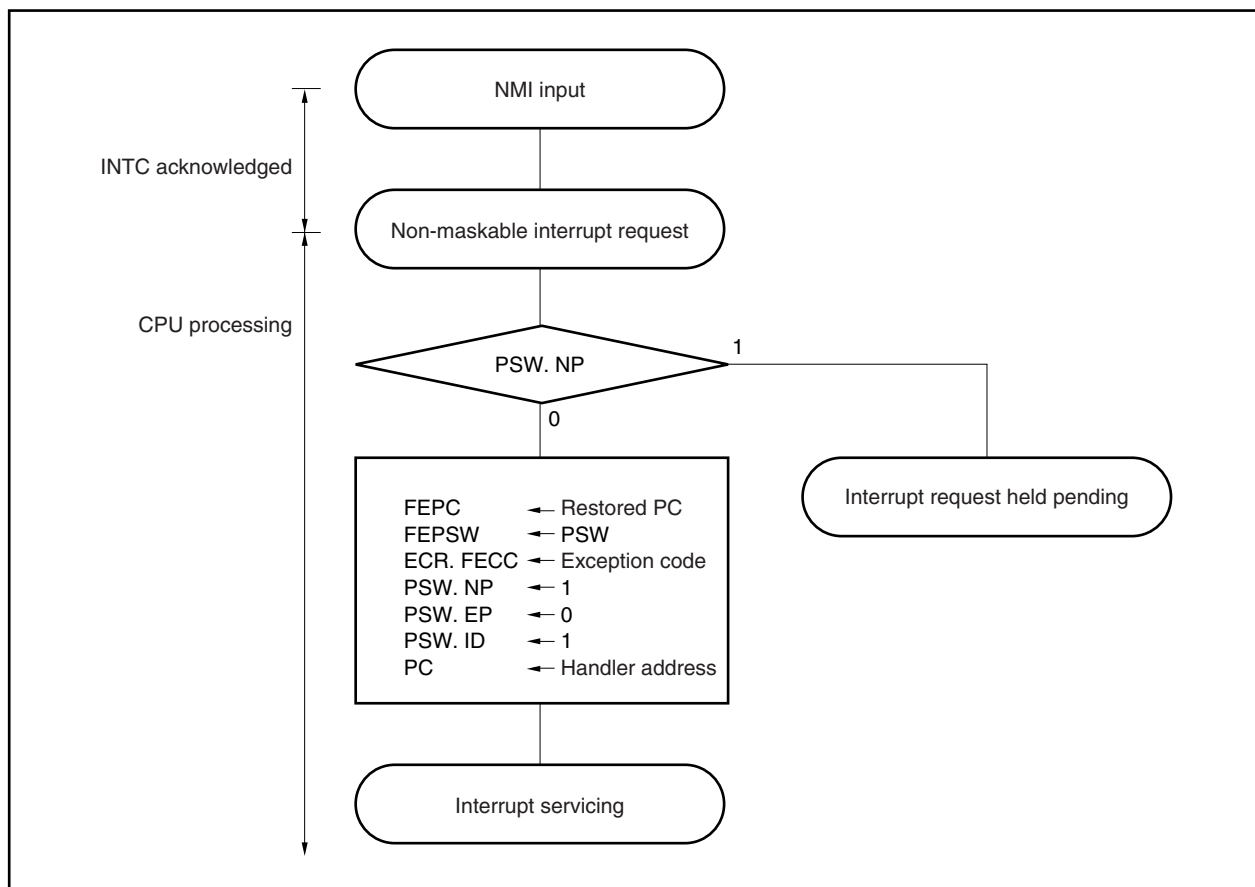 NMI input
INTC acknowledged
Non-maskable interrupt request
CPU processing
PSW. NP
1
0
Interrupt request held pending
FEPC ← Restored PC
FEPSW ← PSW
ECR. FECC ← Exception code
PSW. NP ← 1
PSW. EP ← 0
PSW. ID ← 1
PC ← Handler address
Interrupt servicing